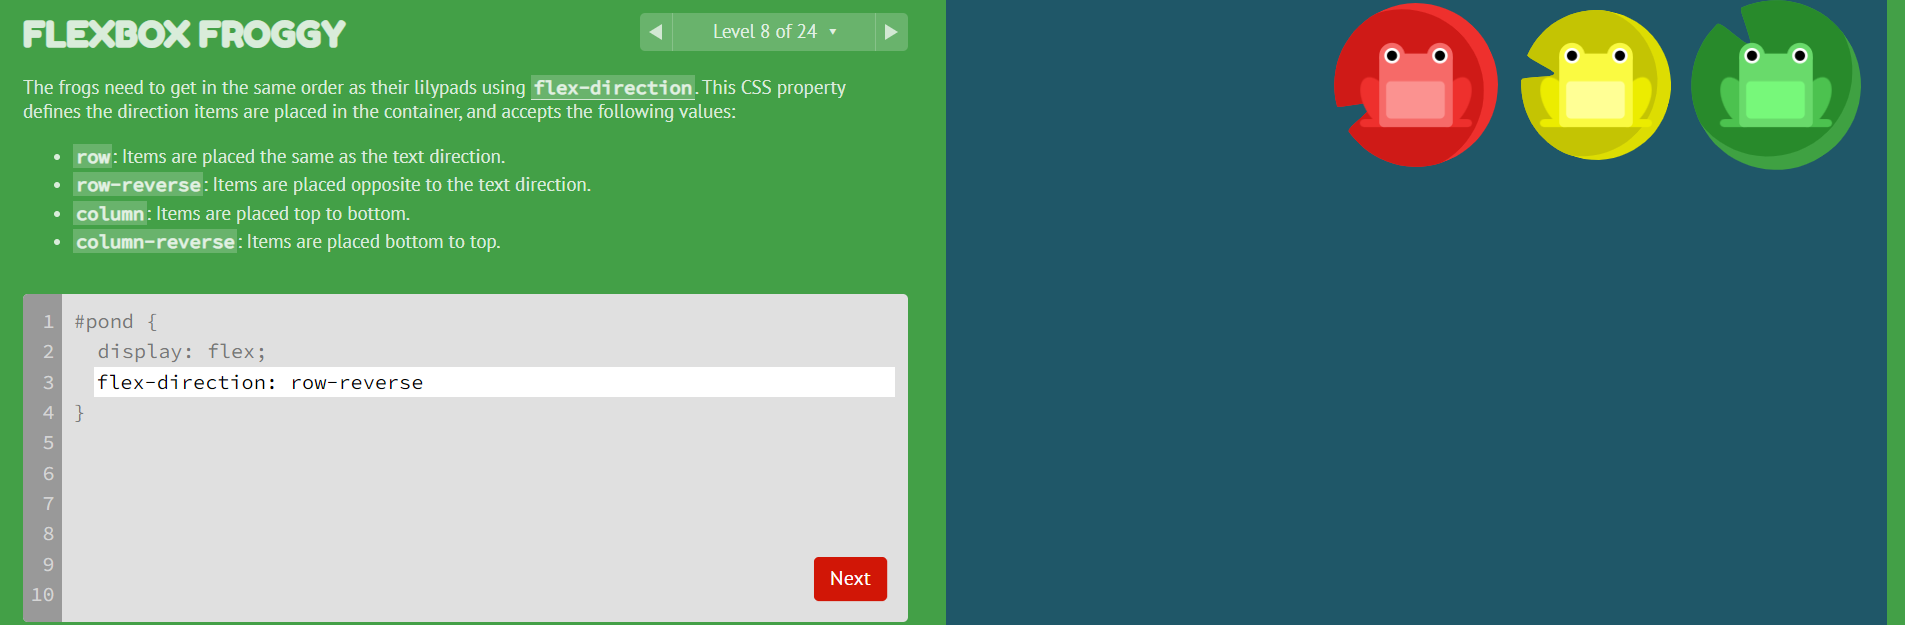 FLEXBOX FROGGY
◀ Level 8 of 24 ▼ ▶
The frogs need to get in the same order as their lilypads using flex-direction. This CSS property
defines the direction items are placed in the container, and accepts the following values:
• row: Items are placed the same as the text direction.
• row-reverse: Items are placed opposite to the text direction.
• column: Items are placed top to bottom.
• column-reverse: Items are placed bottom to top.
1 #pond {
2 display: flex;
3 flex-direction: row-reverse
4 }
5
6
7
8
9
10
Next